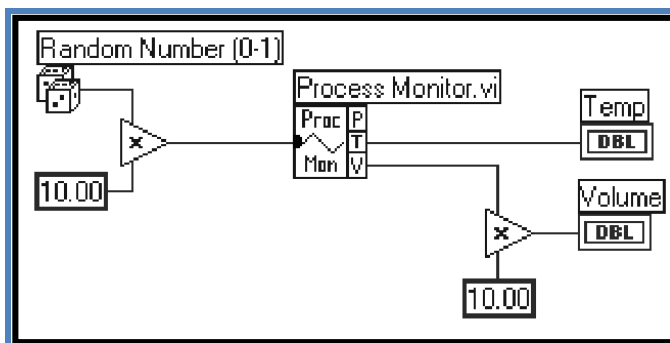 Random Number (0-1)
Process Monitor.vi
Temp
Proc P
T
DBL
x
Mon V
10.00
Volume
x
DBL
10.00